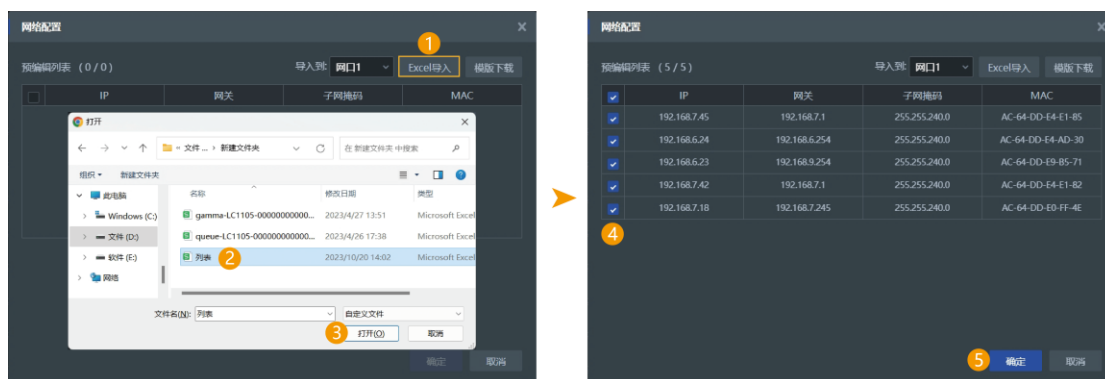 网络配置
×
1
预编辑列表 （0/0）
导入到: 网口1 Excel导入 模版下载
IP 网关 子网掩码 MAC
打开
×
« 文件 ... › 新建文件夹
在 新建文件夹 中搜索
组织 新建文件夹
此电脑
Windows (C:)
文件 (D:)
软件 (E:)
网络
名称 修改日期 类型
gamma-LC1105-00000000000... 2023/4/27 13:51 Microsoft Excel
queue-LC1105-000000000000... 2023/4/26 17:38 Microsoft Excel
列表 2 2023/10/20 14:02 Microsoft Excel
文件名(N): 列表 自定义文件
3 打开(O) 取消
确定 取消
网络配置
×
预编辑列表 （5/5）
导入到: 网口1 Excel导入 模版下载
IP 网关 子网掩码 MAC
192.168.7.45 192.168.7.1 255.255.240.0 AC-64-DD-E4-E1-85
192.168.6.24 192.168.6.254 255.255.240.0 AC-64-DD-E4-AD-30
192.168.6.23 192.168.9.254 255.255.240.0 AC-64-DD-E9-B5-71
192.168.7.42 192.168.7.1 255.255.240.0 AC-64-DD-E4-E1-82
192.168.7.18 192.168.7.245 255.255.240.0 AC-64-DD-E0-FF-4E
4
5 确定 取消